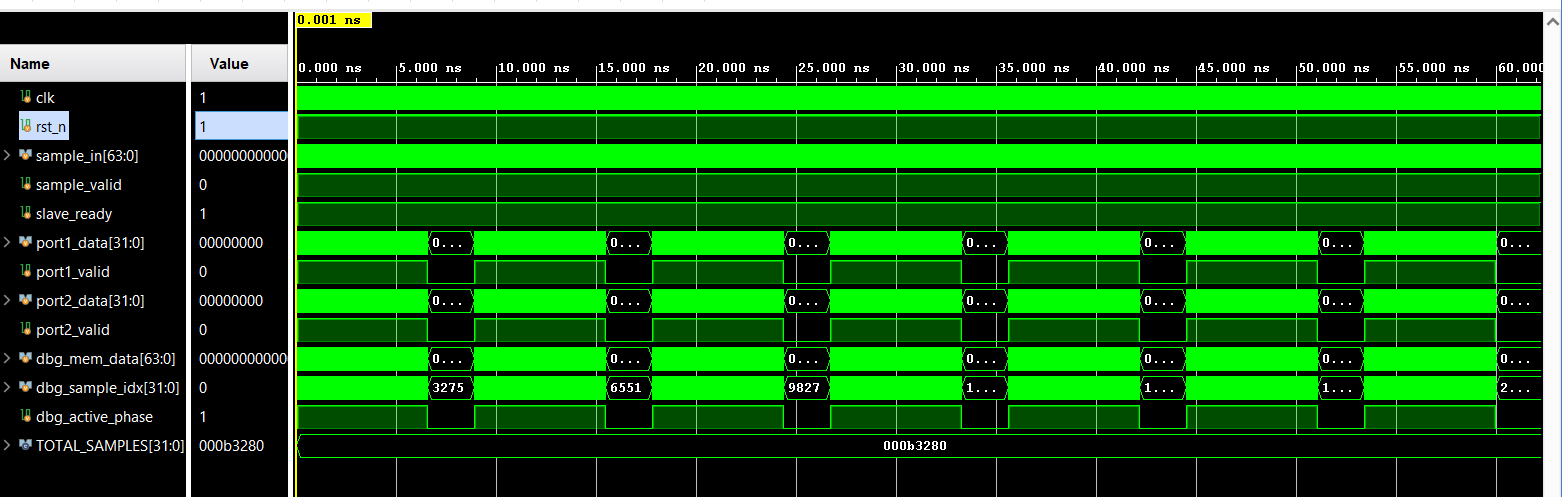 0.001 ns
Name Value
0.000 ns 5.000 ns 10.000 ns 15.000 ns 20.000 ns 25.000 ns 30.000 ns 35.000 ns 40.000 ns 45.000 ns 50.000 ns 55.000 ns 60.000
clk 1
rst_n 1
sample_in[63:0] 00000000000
sample_valid 0
slave_ready 1
port1_data[31:0] 00000000 0... 0... 0... 0... 0... 0... 0...
port1_valid 0
port2_data[31:0] 00000000 0... 0... 0... 0... 0... 0... 0...
port2_valid 0
dbg_mem_data[63:0] 00000000000 0... 0... 0... 0... 0... 0... 0...
dbg_sample_idx[31:0] 0 3275 6551 9827 1... 1... 1... 2...
dbg_active_phase 1
TOTAL_SAMPLES[31:0] 000b3280 000b3280